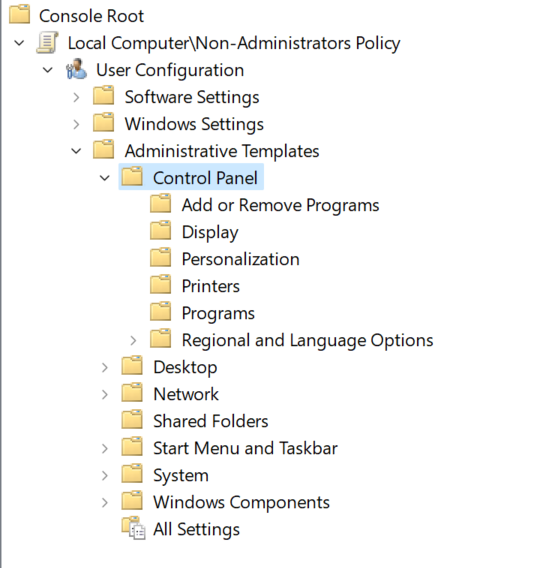 Console Root
Local Computer\Non-Administrators Policy
User Configuration
Software Settings
Windows Settings
Administrative Templates
Control Panel
Add or Remove Programs
Display
Personalization
Printers
Programs
Regional and Language Options
Desktop
Network
Shared Folders
Start Menu and Taskbar
System
Windows Components
All Settings